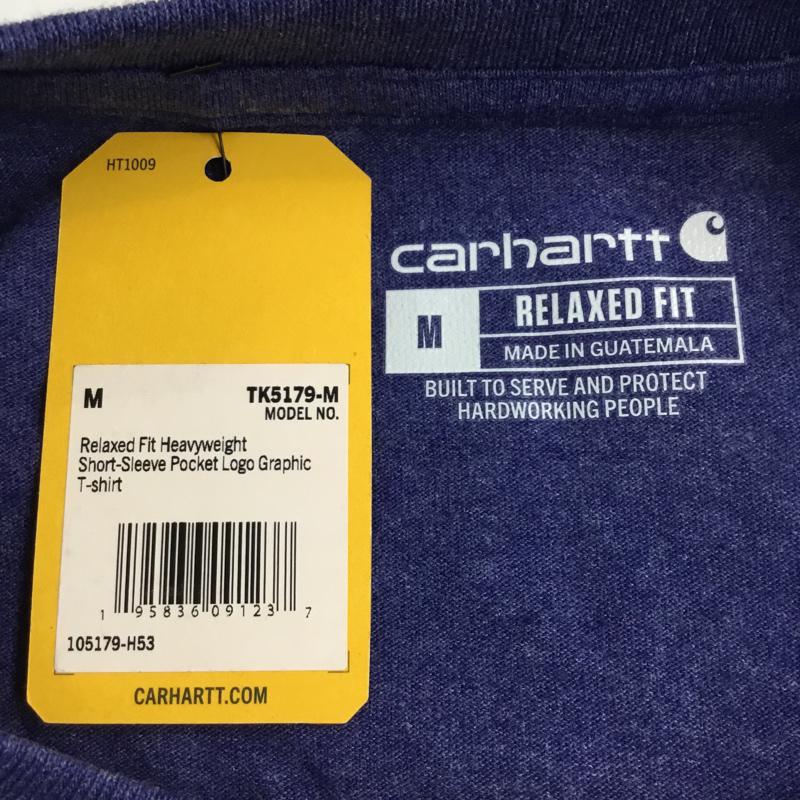 HT1009
M
TK5179-M
MODEL NO.
Relaxed Fit Heavyweight
Short-Sleeve Pocket Logo Graphic
T-shirt
1 95836 09123 7
105179-H53
CARHARTT.COM
carhartt
M
RELAXED FIT
MADE IN GUATEMALA
BUILT TO SERVE AND PROTECT
HARDWORKING PEOPLE